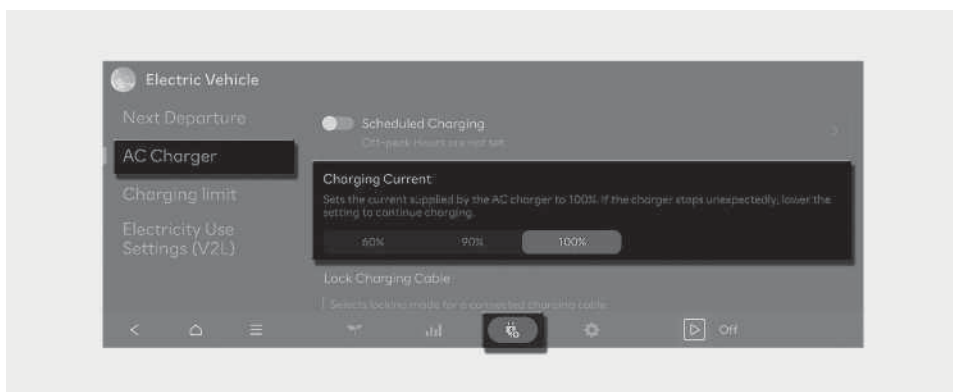 Electric Vehicle
Next Departure
AC Charger
Charging limit
Electricity Use
Settings (V2L)
Scheduled Charging
Off-peak Hours are not set
Charging Current
Sets the current supplied by the AC charger to 100%. If the charger stops unexpectedly, lower the
setting to continue charging.
60% 90% 100%
Lock Charging Cable
Selects locking mode for a connected charging cable
Off